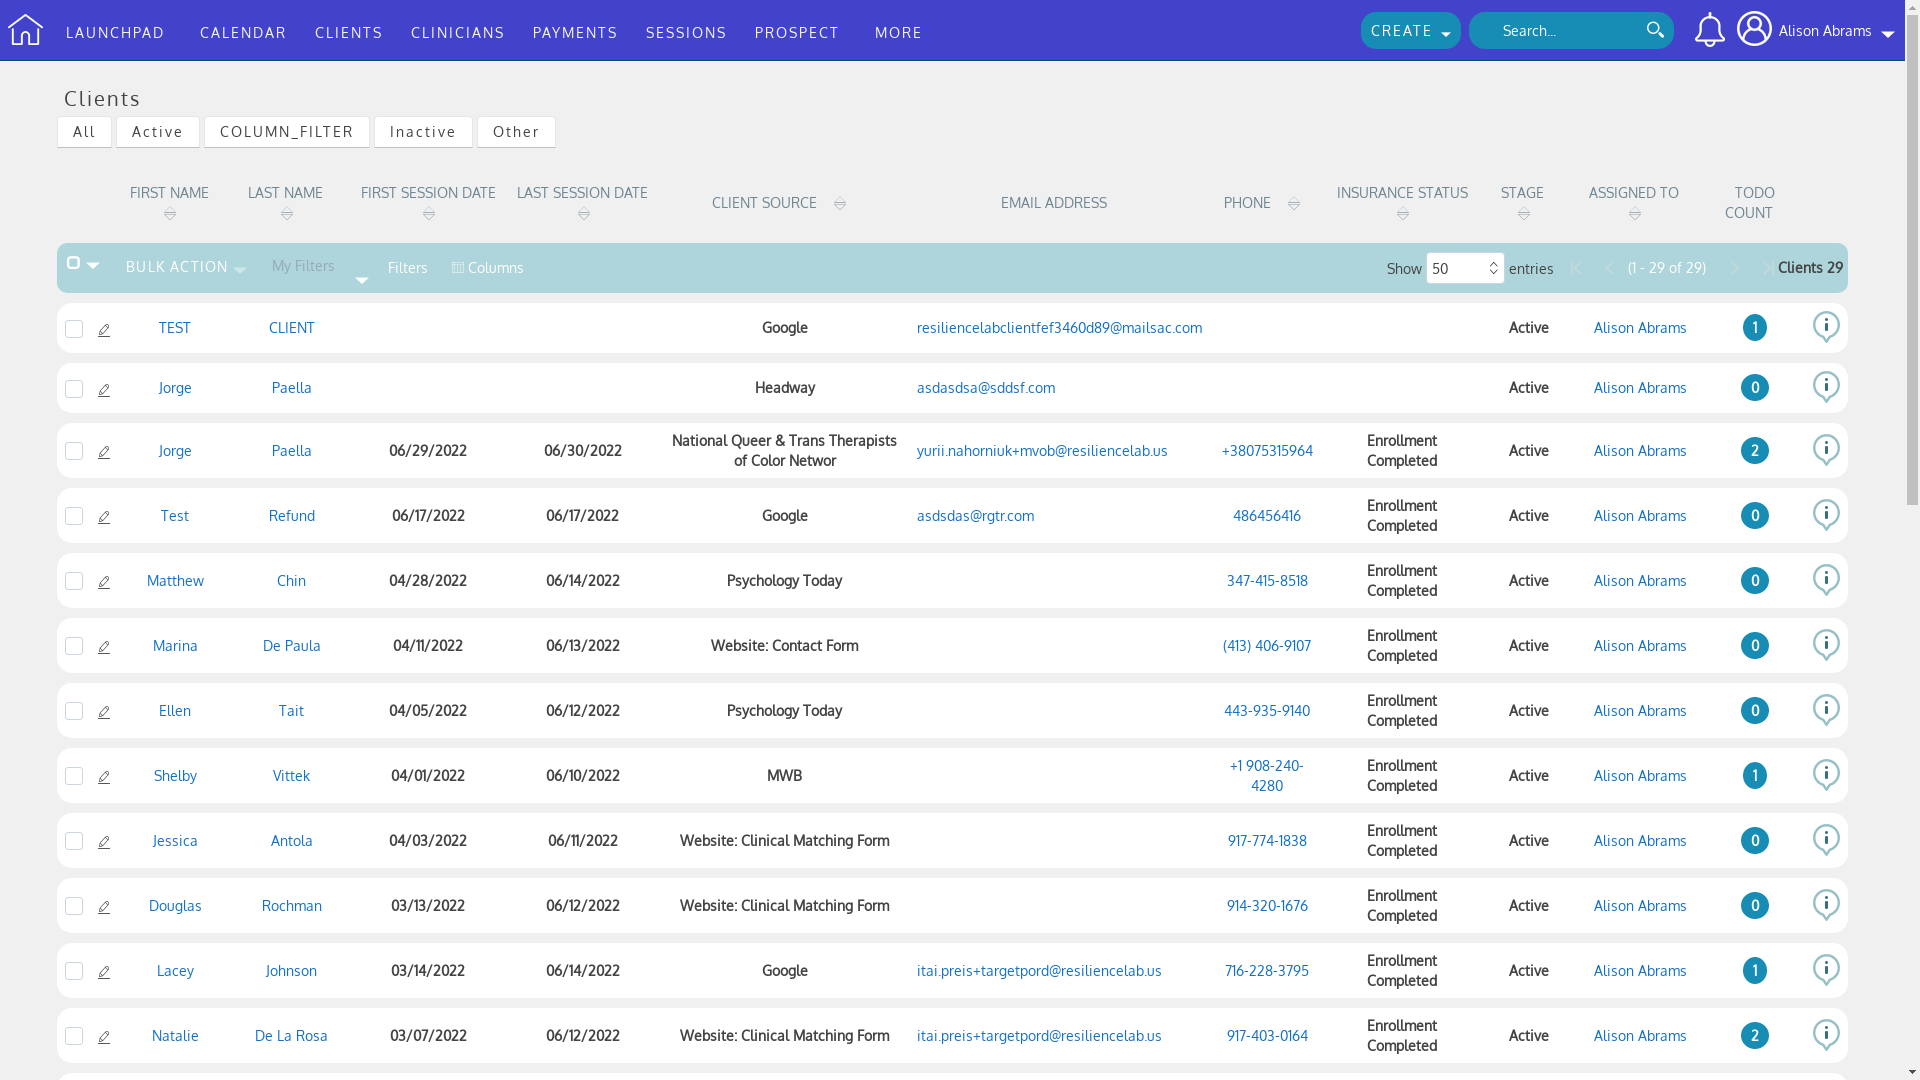 LAUNCHPAD CALENDAR CLIENTS CLINICIANS PAYMENTS SESSIONS PROSPECT MORE CREATE Search... Alison Abrams
Clients
All Active COLUMN_FILTER Inactive Other
FIRST NAME LAST NAME FIRST SESSION DATE LAST SESSION DATE CLIENT SOURCE EMAIL ADDRESS PHONE INSURANCE STATUS STAGE ASSIGNED TO TODO
COUNT
BULK ACTION My Filters Filters Columns Show 50 entries (1 - 29 of 29) Clients 29
TEST CLIENT Google resiliencelabclientfef3460d89@mailsac.com Active Alison Abrams 1
Jorge Paella Headway asdasdsa@sddsf.com Active Alison Abrams 0
Jorge Paella 06/29/2022 06/30/2022 National Queer & Trans Therapists yurii.nahorniuk+mvob@resiliencelab.us +38075315964 Enrollment Active Alison Abrams 2
of Color Networ Completed
Test Refund 06/17/2022 06/17/2022 Google asdsdas@rgtr.com 486456416 Enrollment Active Alison Abrams 0
Completed
Matthew Chin 04/28/2022 06/14/2022 Psychology Today 347-415-8518 Enrollment Active Alison Abrams 0
Completed
Marina De Paula 04/11/2022 06/13/2022 Website: Contact Form (413) 406-9107 Enrollment Active Alison Abrams 0
Completed
Ellen Tait 04/05/2022 06/12/2022 Psychology Today 443-935-9140 Enrollment Active Alison Abrams 0
Completed
Shelby Vittek 04/01/2022 06/10/2022 MWB +1 908-240- Enrollment Active Alison Abrams 1
4280 Completed
Jessica Antola 04/03/2022 06/11/2022 Website: Clinical Matching Form 917-774-1838 Enrollment Active Alison Abrams 0
Completed
Douglas Rochman 03/13/2022 06/12/2022 Website: Clinical Matching Form 914-320-1676 Enrollment Active Alison Abrams 0
Completed
Lacey Johnson 03/14/2022 06/14/2022 Google itai.preis+targetpord@resiliencelab.us 716-228-3795 Enrollment Active Alison Abrams 1
Completed
Natalie De La Rosa 03/07/2022 06/12/2022 Website: Clinical Matching Form itai.preis+targetpord@resiliencelab.us 917-403-0164 Enrollment Active Alison Abrams 2
Completed